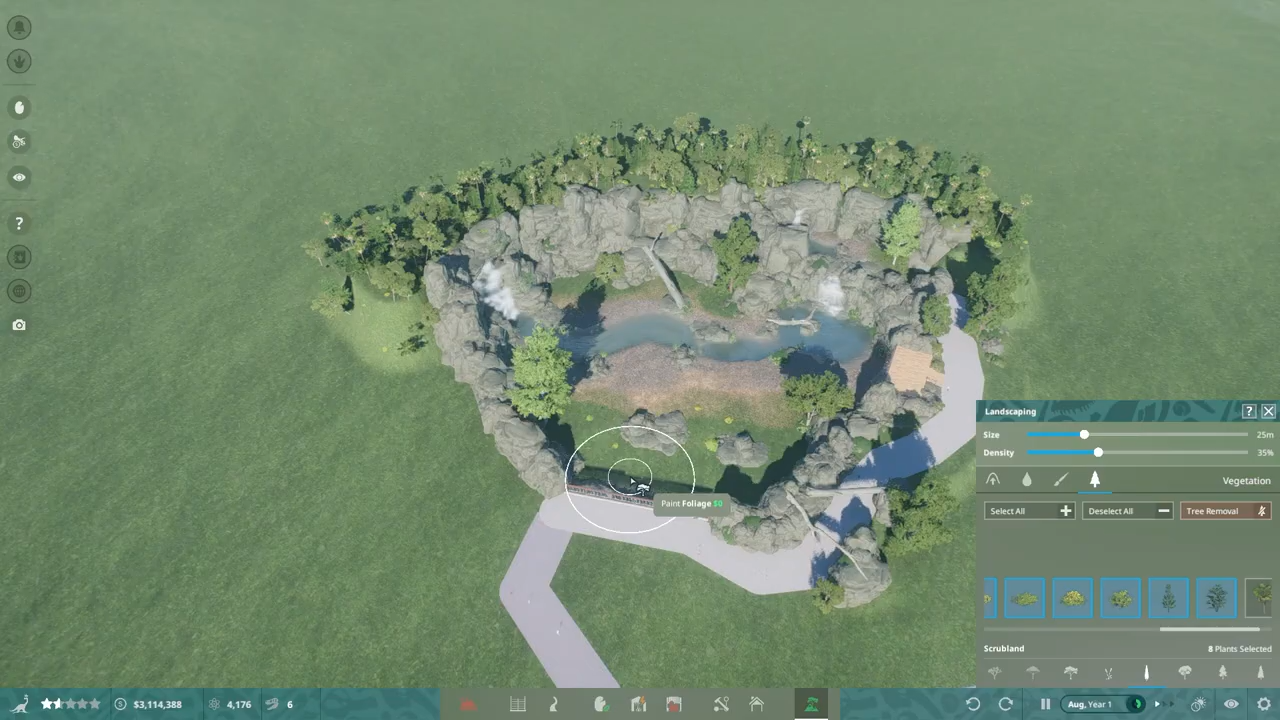 Landscaping
?
Size
25m
Density
35%
Vegetation
Select All
Deselect All
Tree Removal
Paint Foliage $0
Scrubland
8 Plants Selected
?
$3,114,388
4,176
6
Aug, Year 1